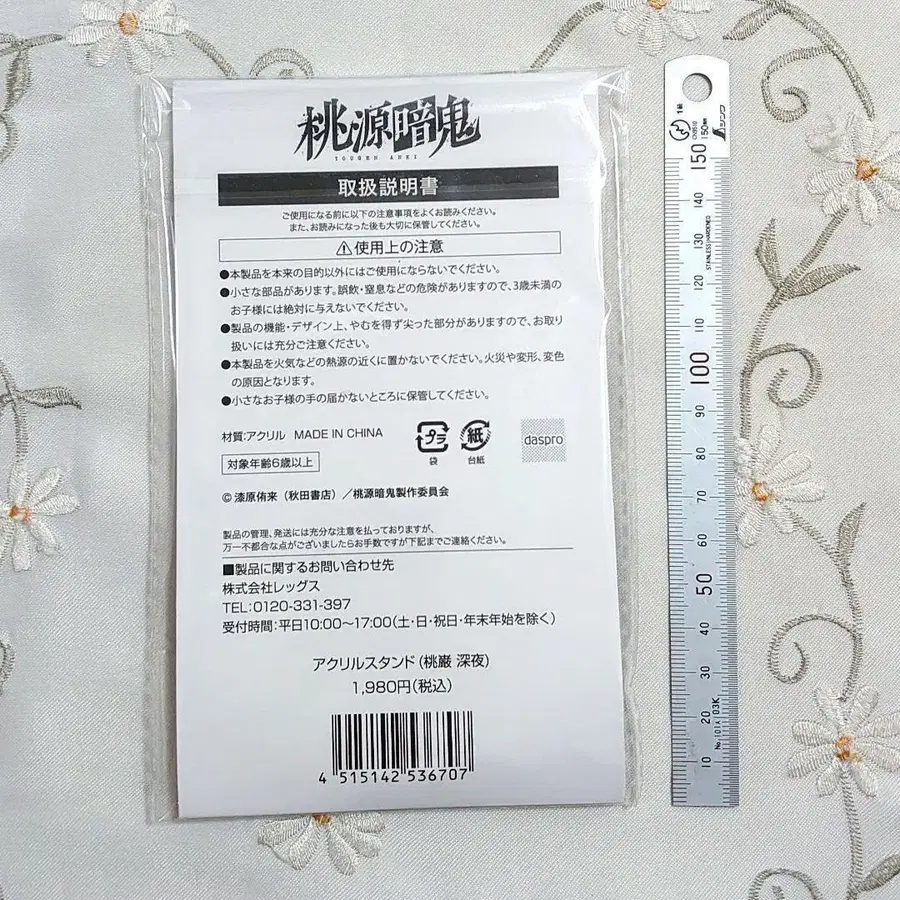 桃源暗鬼
TOUGEN ANKI
取扱説明書
ご使用になる前に以下の注意事項をよくお読みください。
また、お読みになった後も大切に保管してください。
⚠使用上の注意
●本製品を本来の目的以外にはご使用にならないでください。
●小さな部品があります。誤飲・窒息などの危険がありますので、3歳未満の
お子様には絶対に与えないでください。
●製品の機能・デザイン上、やむを得ず尖った部分がありますので、お取り
扱いには充分ご注意ください。
●本製品を火気などの熱源の近くに置かないでください。火災や変形、変色
の原因となります。
●小さなお子様の手の届かないところに保管してください。
材質:アクリル MADE IN CHINA
プラ
袋
紙
台紙
daspro
対象年齢6歳以上
© 漆原侑来（秋田書店）／桃源暗鬼製作委員会
製品の管理、発送には充分な注意を払っておりますが、
万一不都合な点がございましたらお手数ですが下記までご連絡ください。
■製品に関するお問い合わせ先
株式会社レッグス
TEL:0120-331-397
受付時間:平日10:00～17:00(土・日・祝日・年末年始を除く)
アクリルスタンド(桃巌 深夜)
1,980円(税込)
4 515142 536707
1級
150mm
シンワ
150
140
130
STAINLESS HARDENED
120
110
100
90
80
70
60
50
40
30
20
No.101A 03K
10